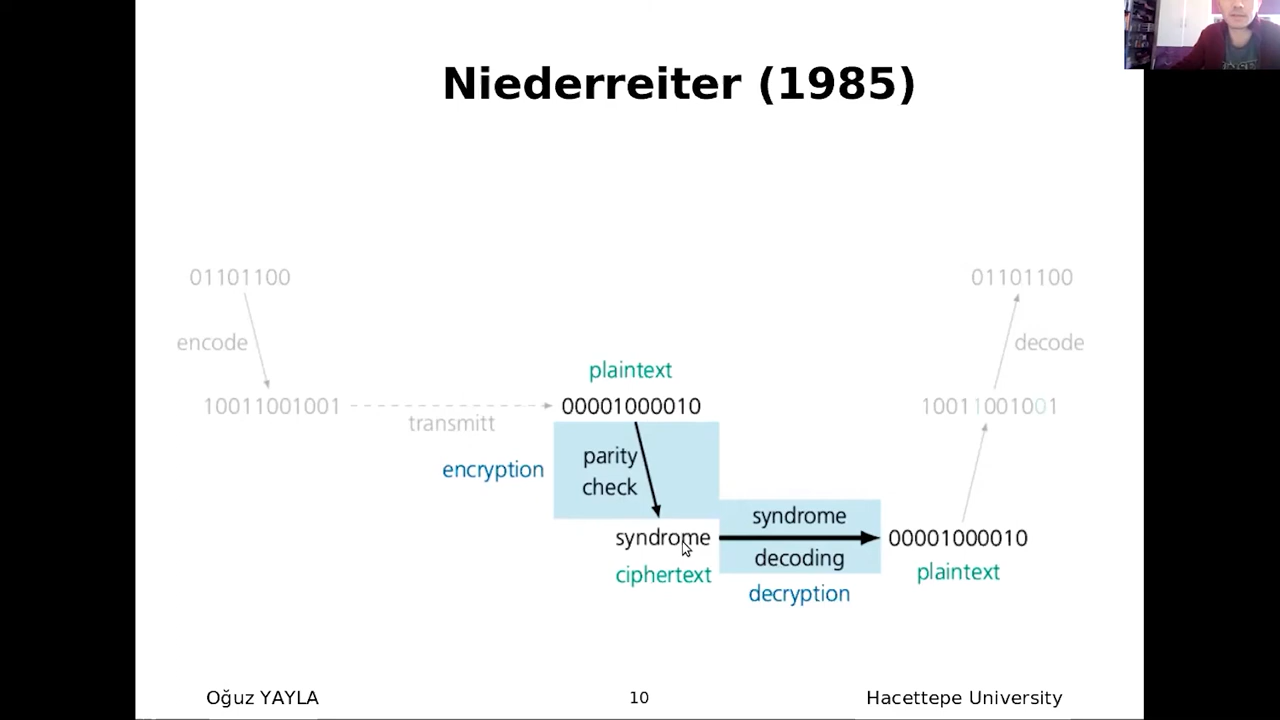 Niederreiter (1985)
01101100
01101100
encode
decode
plaintext
10011001001
transmitt
00001000010
10011001001
encryption
parity
check
syndrome
decoding
syndrome
00001000010
ciphertext
plaintext
decryption
Oğuz YAYLA
10
Hacettepe University